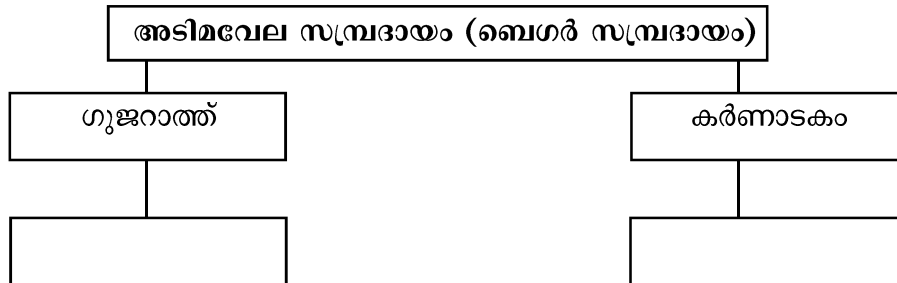 അടിമവേല സമ്പ്രദായം (ബെഗർ സമ്പ്രദായം)
ഗുജറാത്ത്
കർണാടകം